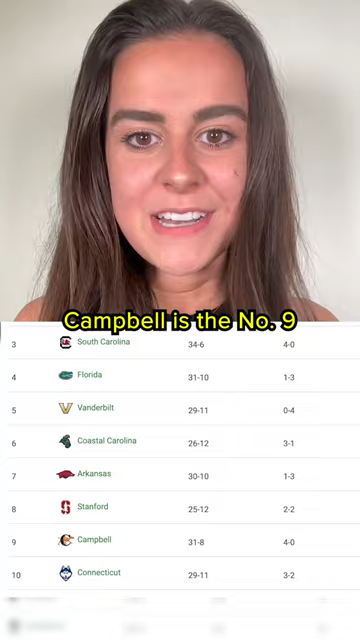 Campbell is the No. 9
3 South Carolina 34-6 4-0
4 Florida 31-10 1-3
5 Vanderbilt 29-11 0-4
6 Coastal Carolina 26-12 3-1
7 Arkansas 30-10 1-3
8 Stanford 25-12 2-2
9 Campbell 31-8 4-0
10 Connecticut 29-11 3-2